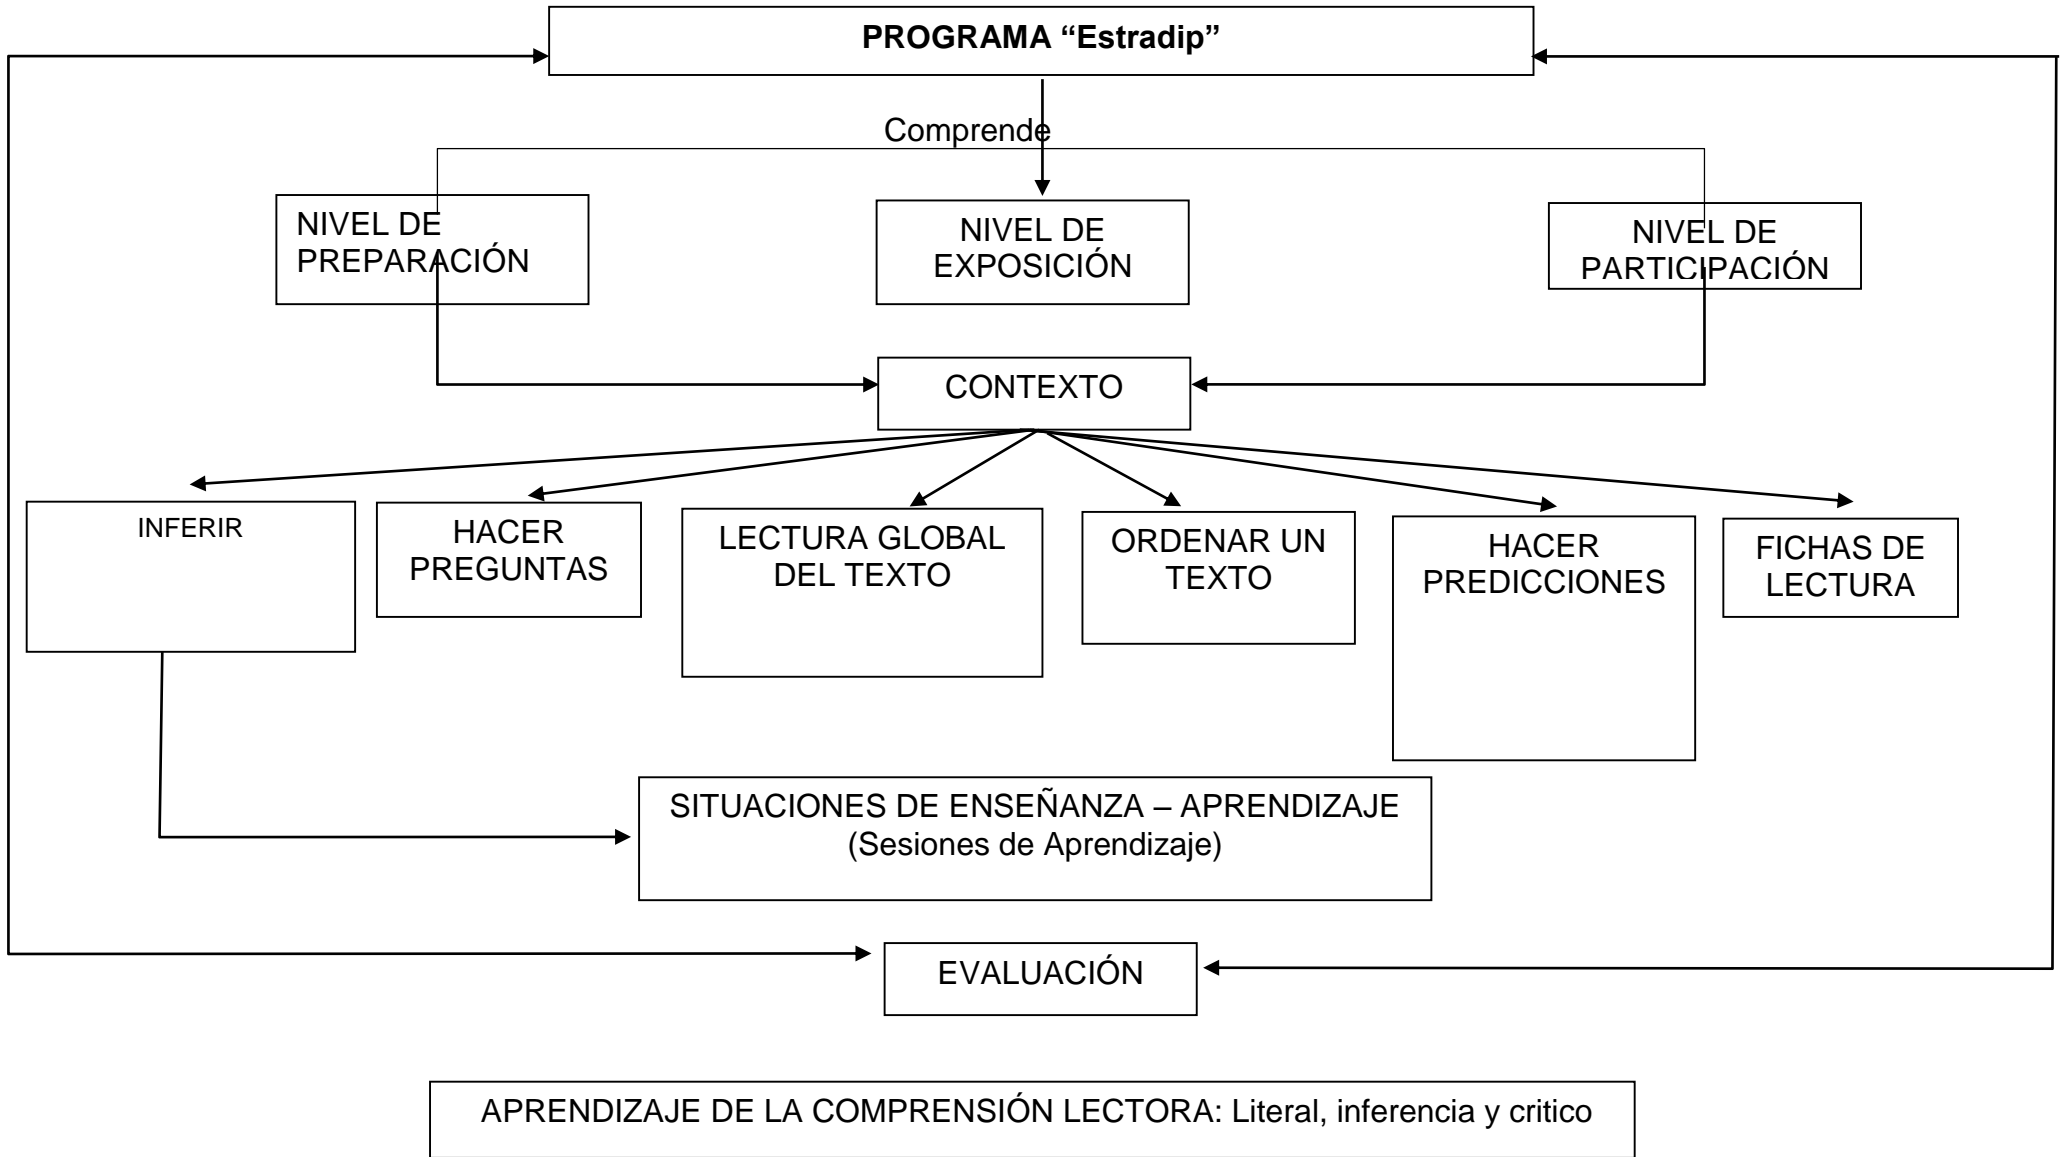 PROGRAMA “Estradip”
Comprende
NIVEL DE
PREPARACIÓN
NIVEL DE
EXPOSICIÓN
NIVEL DE
PARTICIPACIÓN
CONTEXTO
INFERIR
HACER
PREGUNTAS
LECTURA GLOBAL
DEL TEXTO
ORDENAR UN
TEXTO
HACER
PREDICCIONES
FICHAS DE
LECTURA
SITUACIONES DE ENSEÑANZA – APRENDIZAJE
(Sesiones de Aprendizaje)
EVALUACIÓN
APRENDIZAJE DE LA COMPRENSIÓN LECTORA: Literal, inferencia y critico